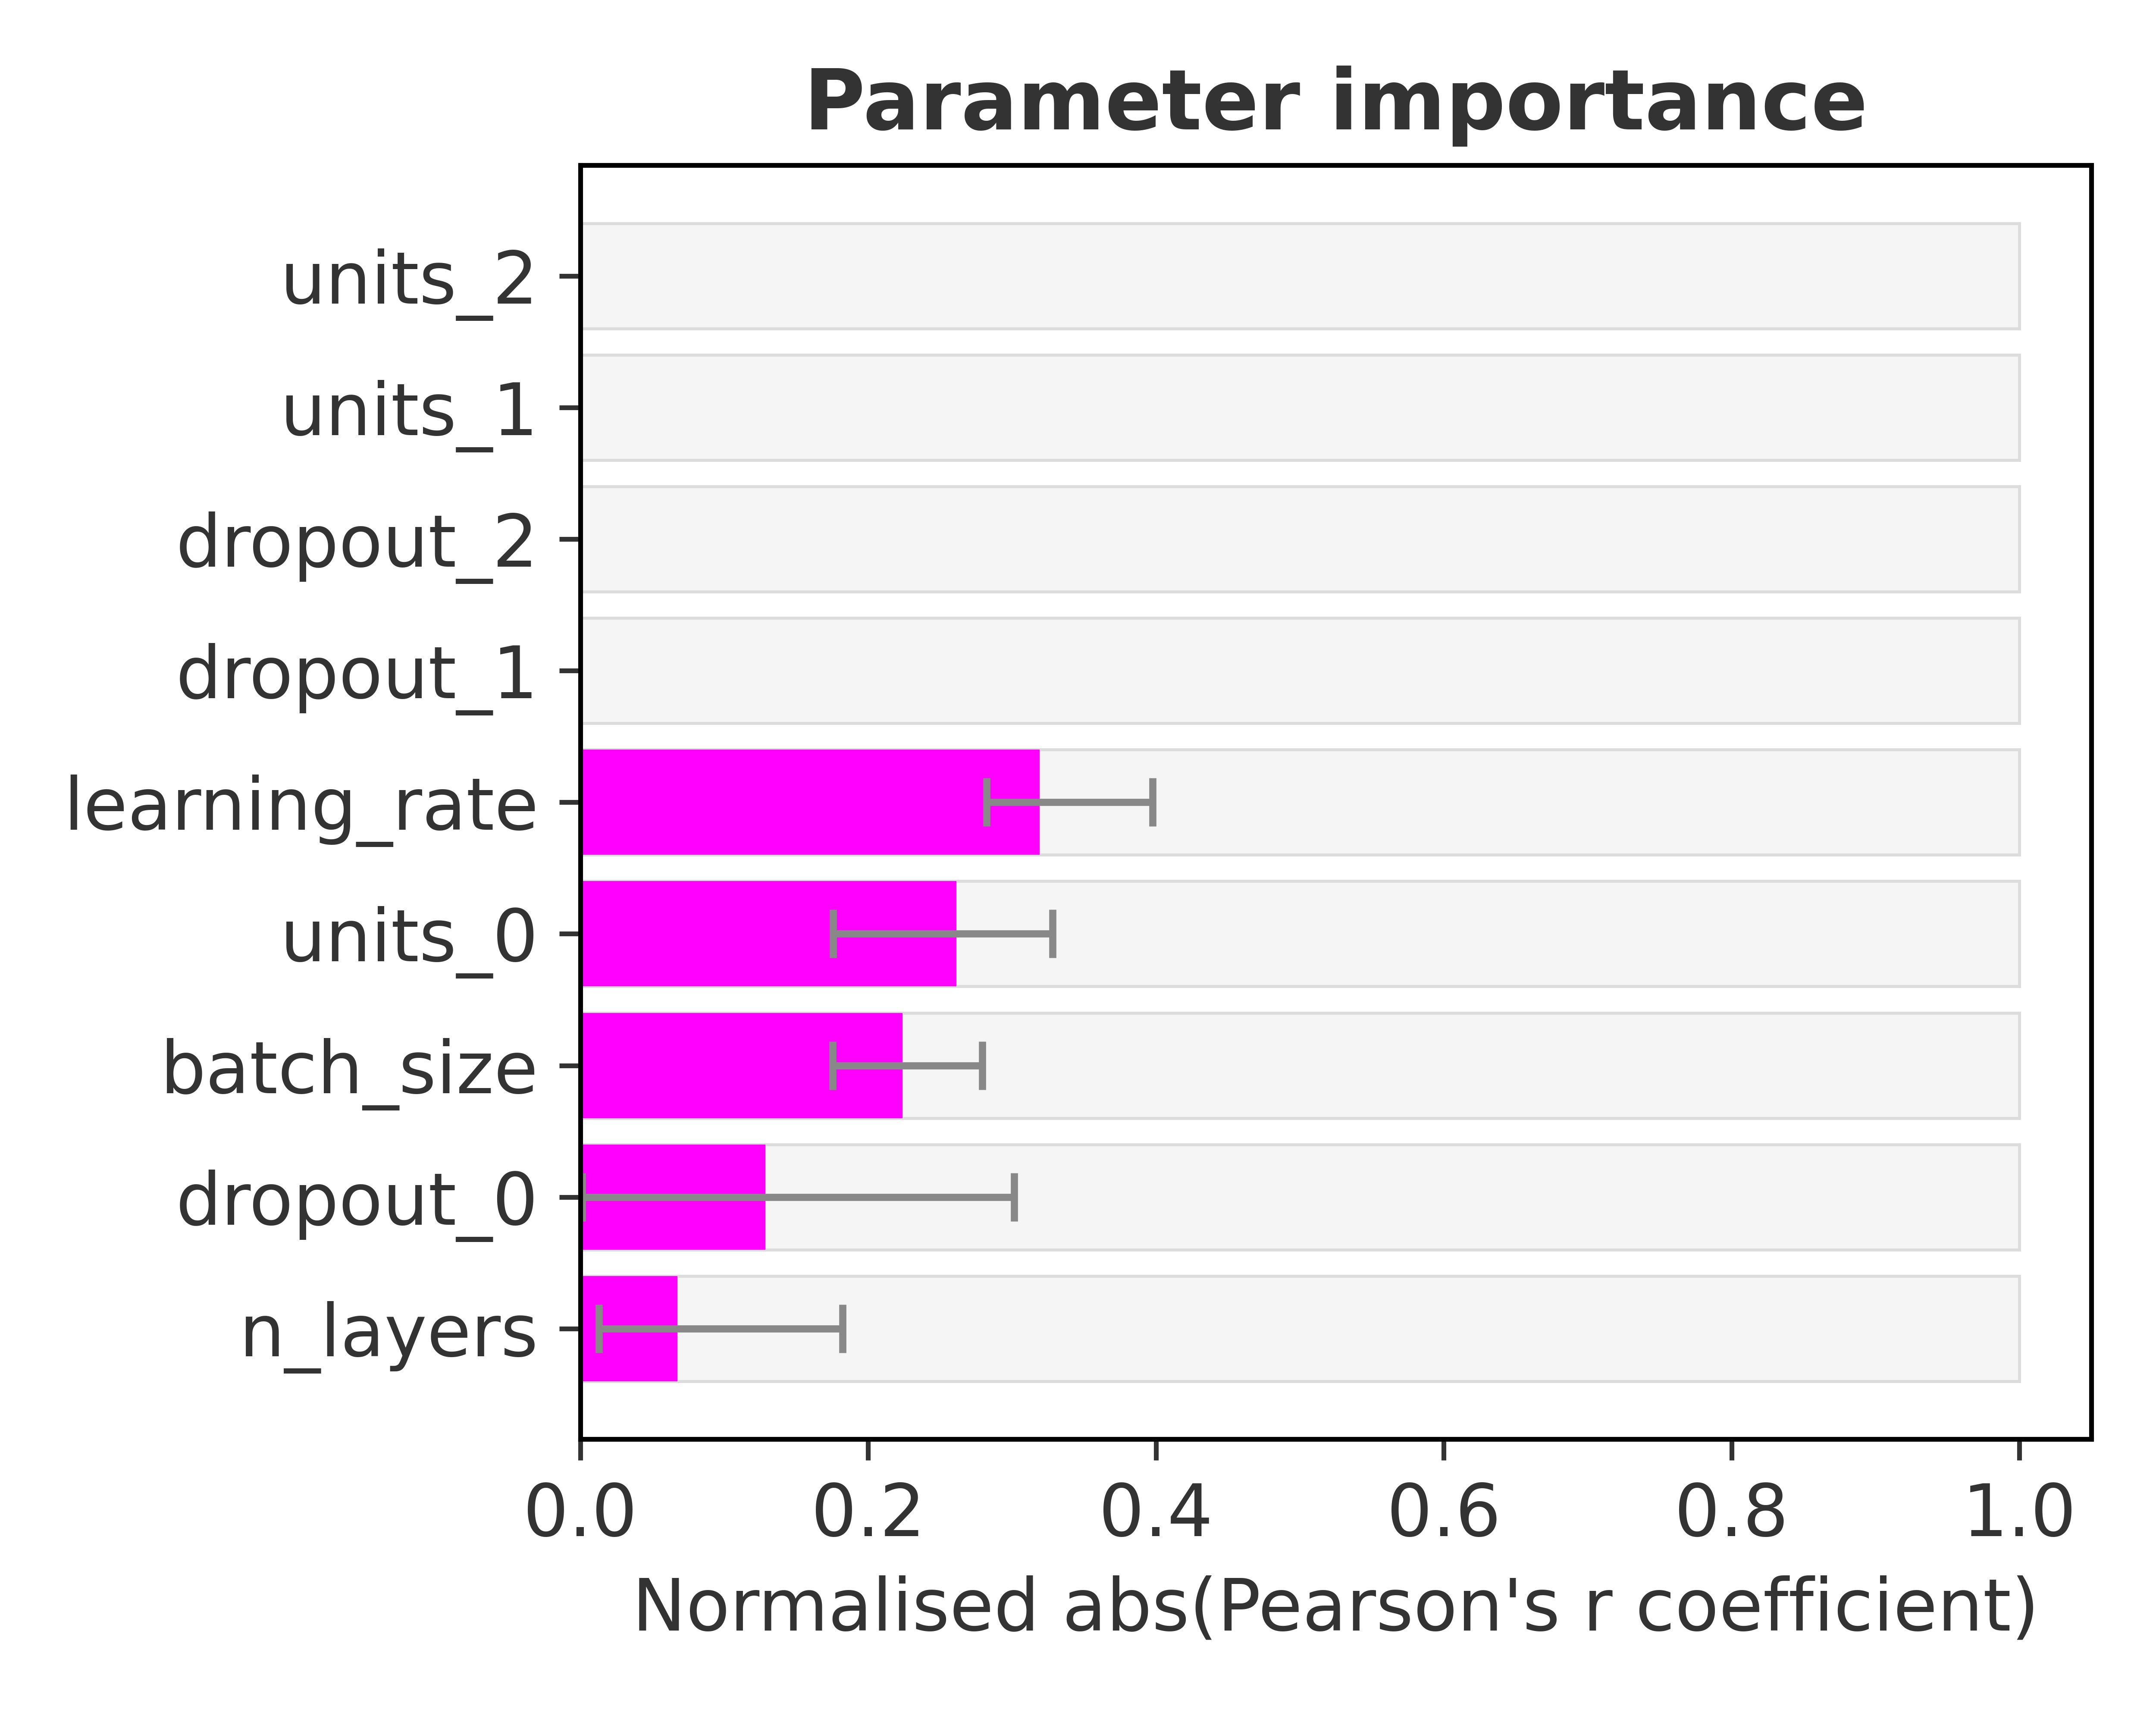 Parameter importance
units_2
units_1
dropout_2
dropout_1
learning_rate
units_0
batch_size
dropout_0
n_layers
0.0 0.2 0.4 0.6 0.8 1.0
Normalised abs(Pearson's r coefficient)